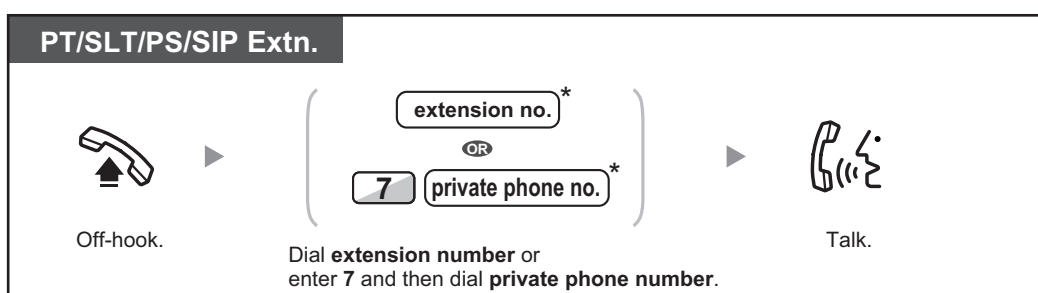 PT/SLT/PS/SIP Extn.
extension no.*
OR
7 private phone no.*
Off-hook.
Dial extension number or
enter 7 and then dial private phone number.
Talk.